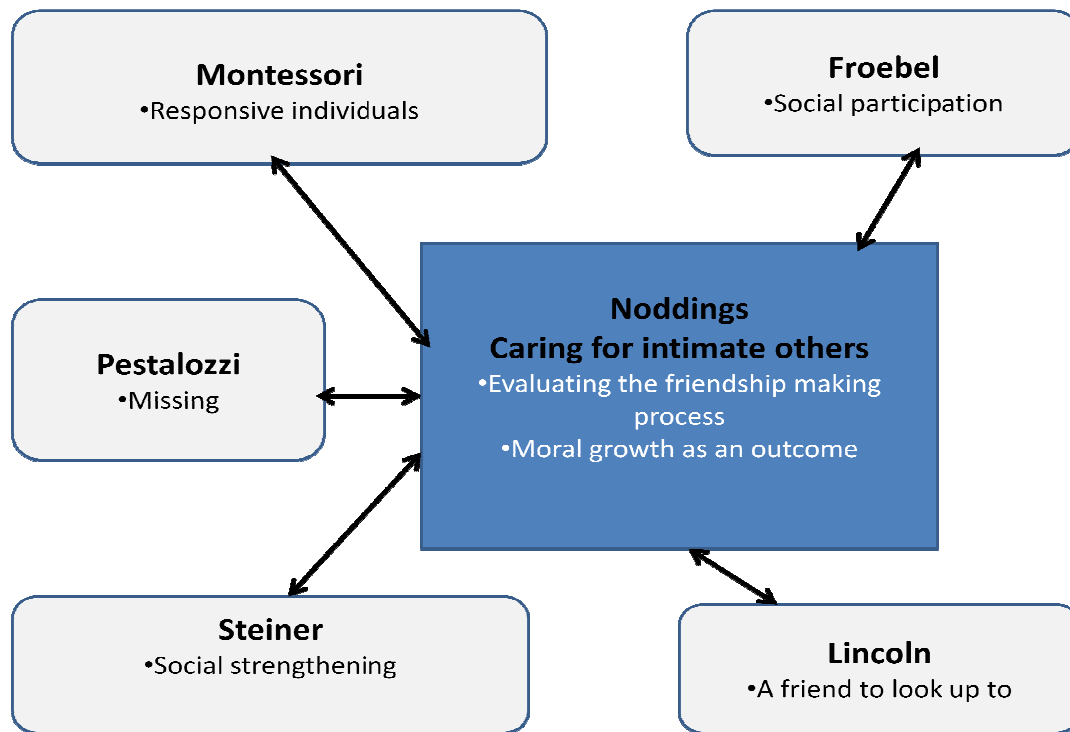 Montessori
•Responsive individuals
Froebel
•Social participation
Noddings
Caring for intimate others
•Evaluating the friendship making
process
•Moral growth as an outcome
Pestalozzi
•Missing
Steiner
•Social strengthening
Lincoln
•A friend to look up to